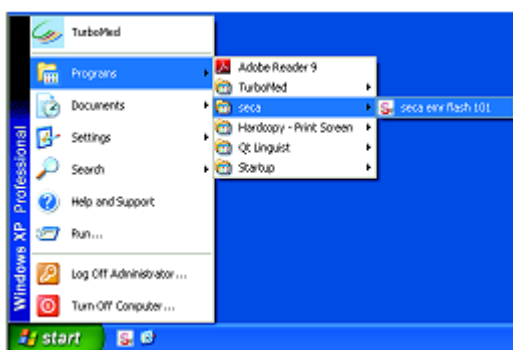 TurboMed
Programs
Documents
Settings
Search
Help and Support
Run...
Log Off Administrator...
Turn Off Computer...
Windows XP Professional
Adobe Reader 9
TurboMed
seca
Hardcopy - Print Screen
Qt Linguist
Startup
seca emr flash 101
start